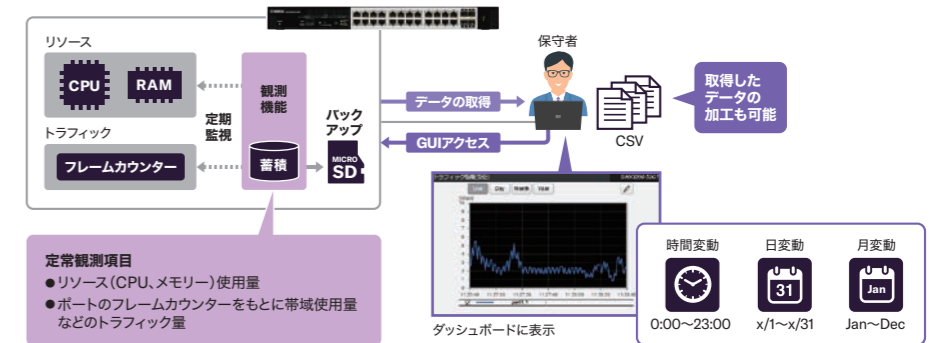 リソース
CPU
RAM
観測
機能
定期
監視
トラフィック
フレームカウンター
蓄積
バック
アップ
MICRO
SD
データの取得
GUIアクセス
保守者
CSV
取得した
データの
加工も可能
定常観測項目
●リソース(CPU、メモリー)使用量
●ポートのフレームカウンターをもとに帯域使用量
などのトラフィック量
ダッシュボードに表示
時間変動
日変動
月変動
31
Jan
0:00〜23:00
x/1〜x/31
Jan〜Dec